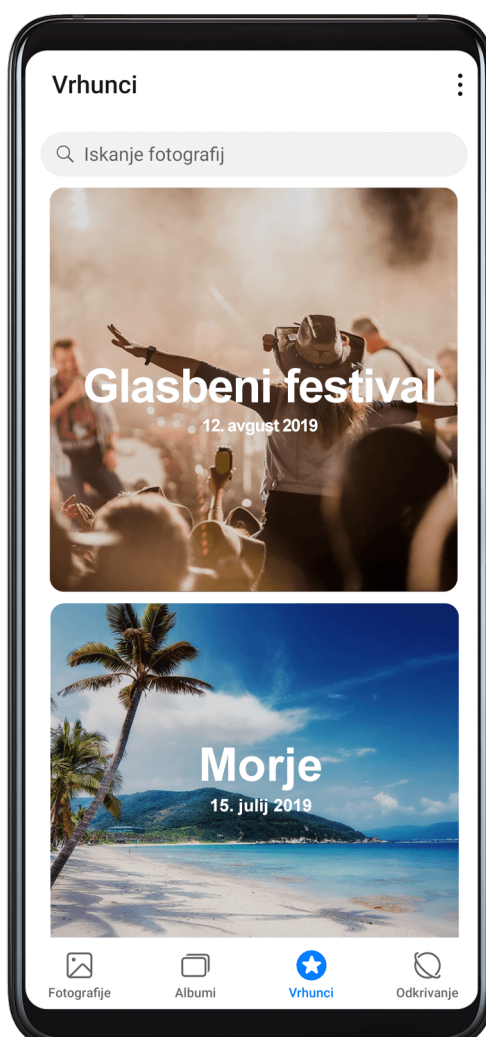 Vrhunci
Iskanje fotografij
Glasbeni festival
12. avgust 2019
Morje
15. julij 2019
Fotografije
Albumi
Vrhunci
Odkrivanje